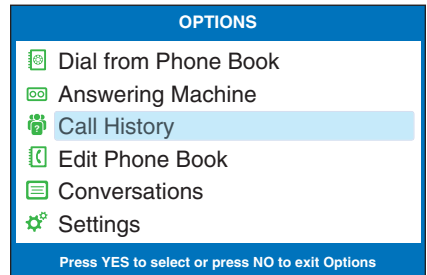 OPTIONS
Dial from Phone Book
Answering Machine
Call History
Edit Phone Book
Conversations
Settings
Press YES to select or press NO to exit Options